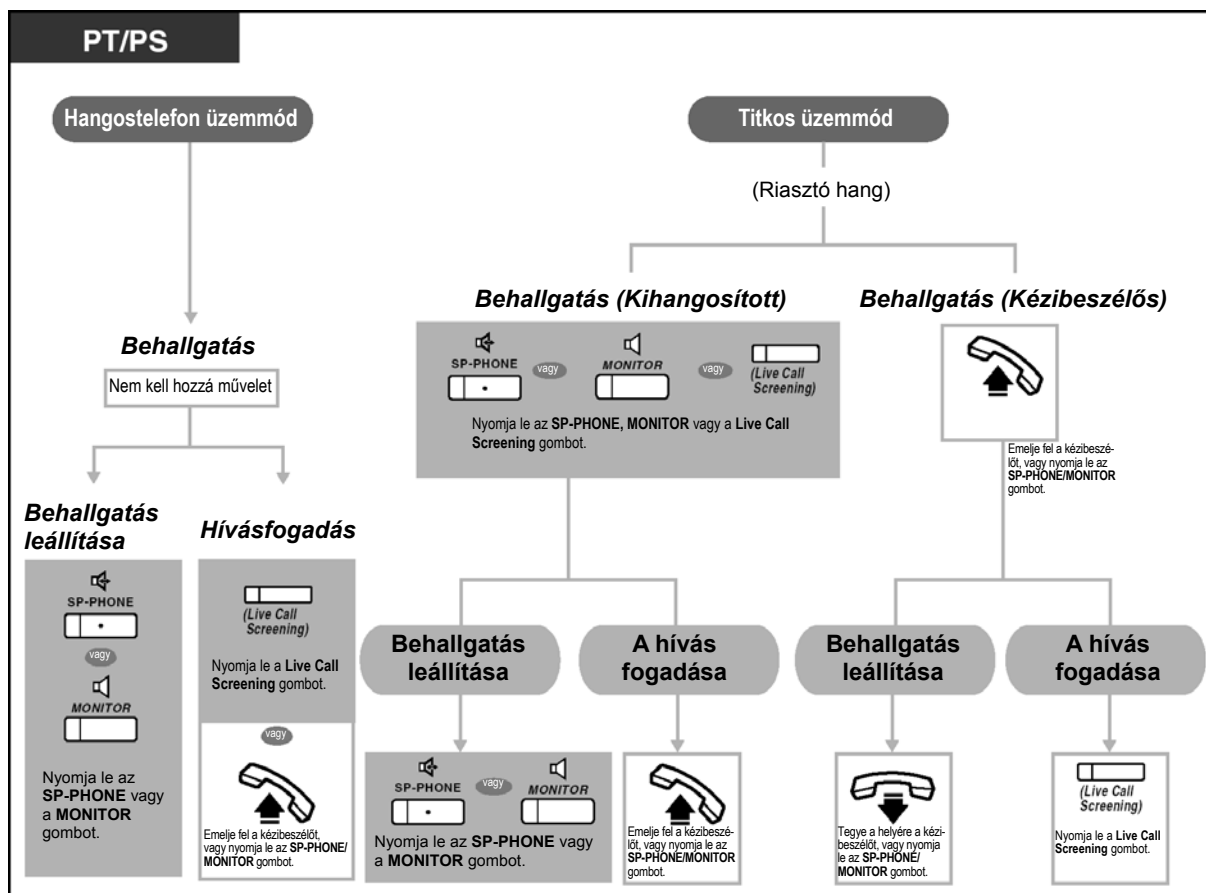 PT/PS
Hangostelefon üzemmód
Titkos üzemmód
(Riasztó hang)
Behallgatás
Nem kell hozzá művelet
Behallgatás
leállítása
SP-PHONE
vagy
MONITOR
Nyomja le az
SP-PHONE vagy
a MONITOR
gombot.
Hívásfogadás
(Live Call
Screening)
Nyomja le a Live Call
Screening gombot.
vagy
Emelje fel a kézibeszélőt,
vagy nyomja le az SP-PHONE/
MONITOR gombot.
Behallgatás (Kihangosított)
SP-PHONE
vagy
MONITOR
vagy
(Live Call
Screening)
Nyomja le az SP-PHONE, MONITOR vagy a Live Call
Screening gombot.
Behallgatás
leállítása
SP-PHONE
vagy
MONITOR
Nyomja le az SP-PHONE vagy
a MONITOR gombot.
A hívás
fogadása
Emelje fel a kézibeszé-
lőt, vagy nyomja le az
SP-PHONE/MONITOR
gombot.
Behallgatás (Kézibeszélős)
Emelje fel a kézibeszé-
lőt, vagy nyomja le az
SP-PHONE/MONITOR
gombot.
Behallgatás
leállítása
Tegye a helyére a kézi-
beszélőt, vagy nyomja
le az SP-PHONE/
MONITOR gombot.
A hívás
fogadása
(Live Call
Screening)
Nyomja le a Live Call
Screening gombot.